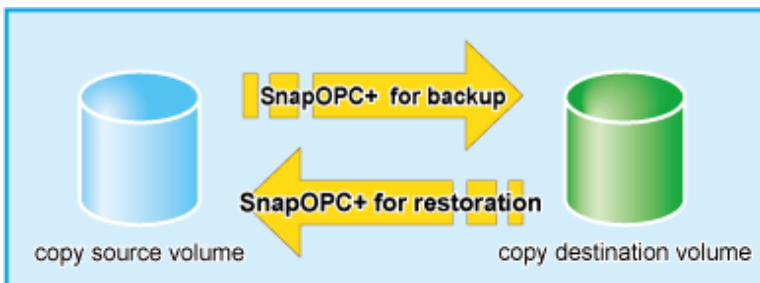 SnapOPC+ for backup
SnapOPC+ for restoration
copy source volume
copy destination volume